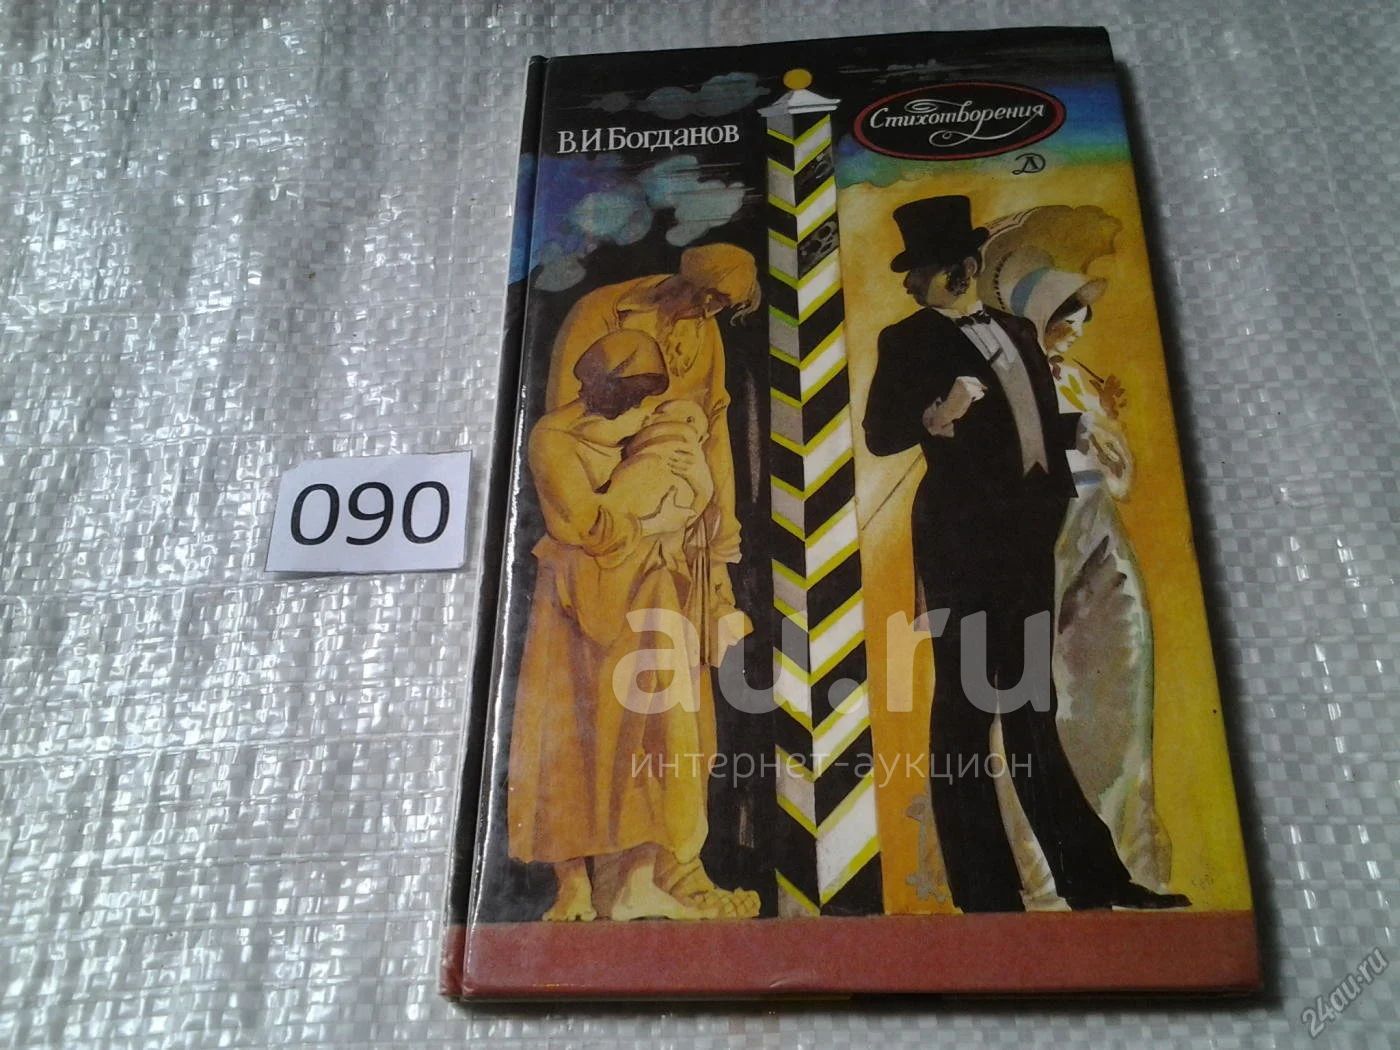 В.И.Богданов
Стихотворения
Д
090
au.ru
интернет-аукцион
24au.ru